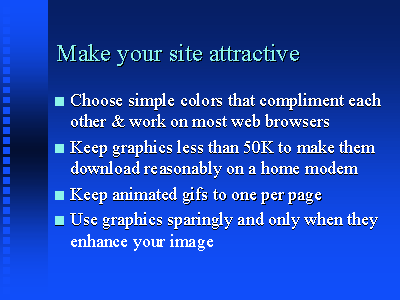 Make your site attractive
Choose simple colors that compliment each
other & work on most web browsers
Keep graphics less than 50K to make them
download reasonably on a home modem
Keep animated gifs to one per page
Use graphics sparingly and only when they
enhance your image